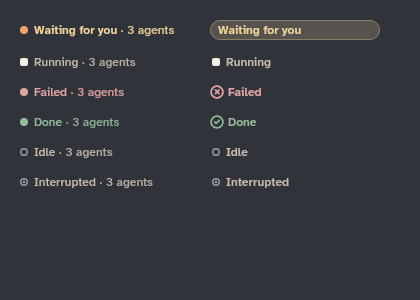 Waiting for you · 3 agents
Waiting for you
Running · 3 agents
Running
Failed · 3 agents
Failed
Done · 3 agents
Done
Idle · 3 agents
Idle
Interrupted · 3 agents
Interrupted